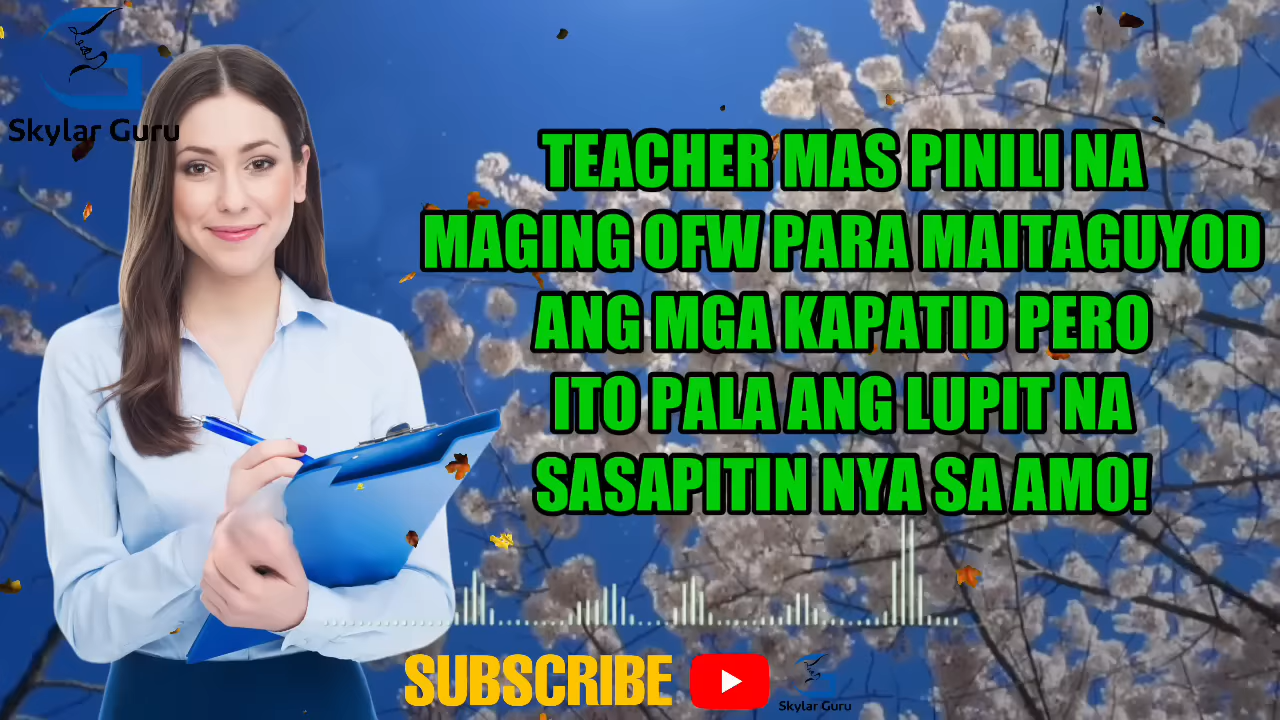 Skylar Guru
TEACHER MAS PINILI NA
MAGING OFW PARA MAITAGUYOD
ANG MGA KAPATID PERO
ITO PALA ANG LUPIT NA
SASAPITIN NYA SA AMO!
SUBSCRIBE
Skylar Guru